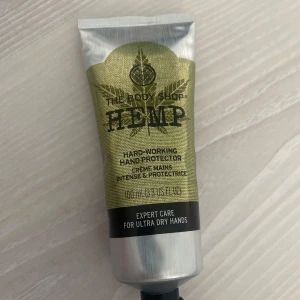 THE BODY SHOP
HEMP
HARD-WORKING
HAND PROTECTOR
CRÈME MAINS
INTENSE & PROTECTRICE
100 ml (3.3 US FL OZ)
EXPERT CARE
FOR ULTRA DRY HANDS